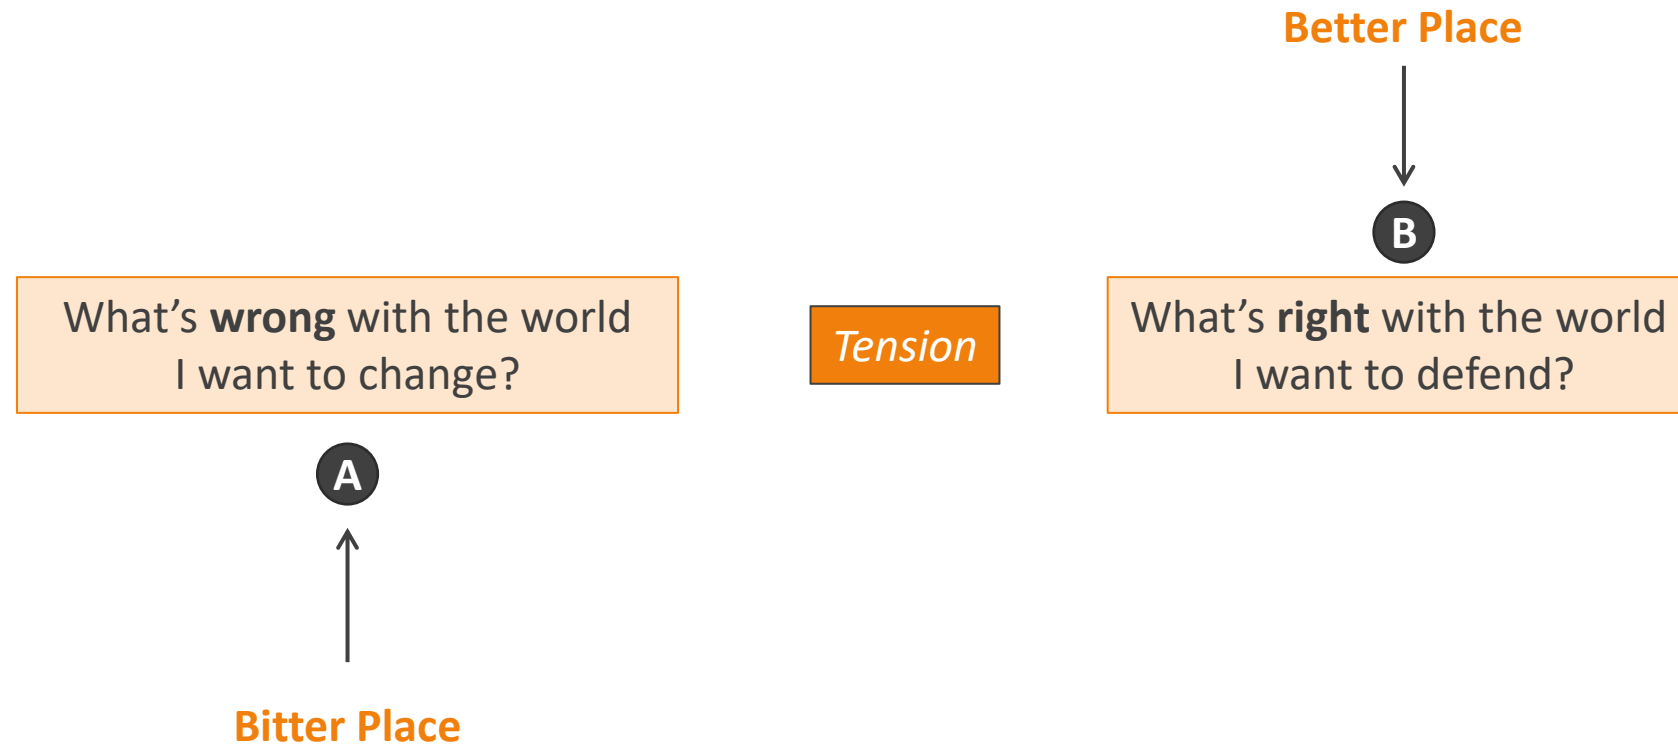 Better Place
B
What’s wrong with the world
I want to change?
Tension
What’s right with the world
I want to defend?
A
Bitter Place